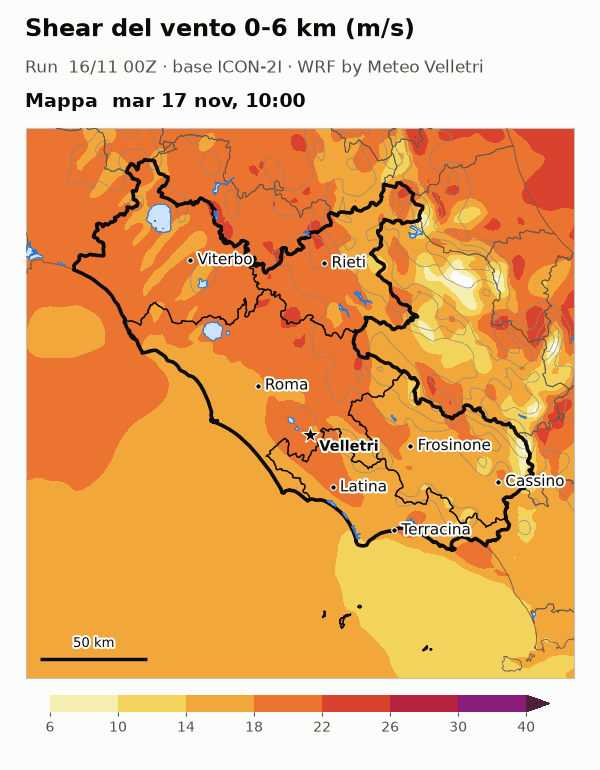 Shear del vento 0-6 km (m/s)
Run  16/11 00Z · base ICON-2I · WRF by Meteo Velletri
Mappa  mar 17 nov, 10:00
Viterbo
Rieti
Roma
Velletri
Frosinone
Latina
Cassino
Terracina
50 km
6 10 14 18 22 26 30 40